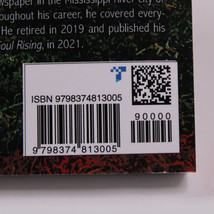 wspaper in the Mississippi River city of
oughout his career, he covered every-
He retired in 2019 and published his
oul Rising, in 2021.
ISBN 9798374813005
90000
9 798374 813005